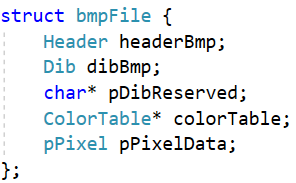 struct bmpFile {
    Header headerBmp;
    Dib dibBmp;
    char* pDibReserved;
    ColorTable* colorTable;
    pPixel pPixelData;
};